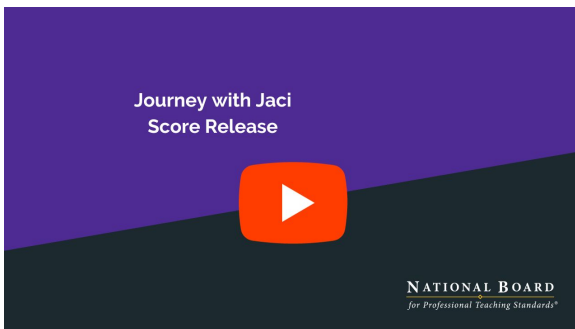 Journey with Jaci
Score Release
NATIONAL BOARD
for Professional Teaching Standards®